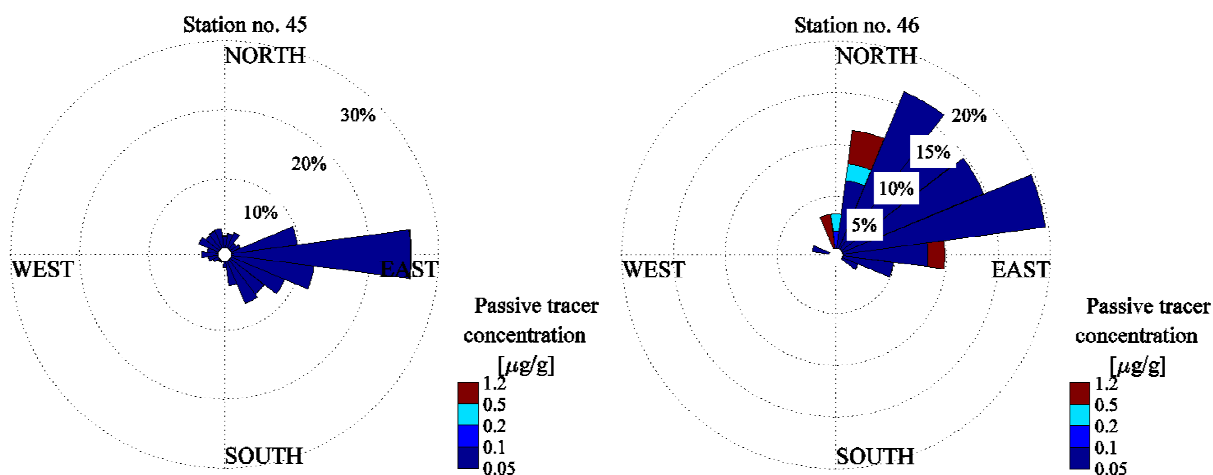 Station no. 45
NORTH
30%
20%
10%
WEST
EAST
SOUTH
Passive tracer
concentration
[μg/g]
1.2
0.5
0.2
0.1
0.05
Station no. 46
NORTH
20%
15%
10%
5%
WEST
EAST
SOUTH
Passive tracer
concentration
[μg/g]
1.2
0.5
0.2
0.1
0.05